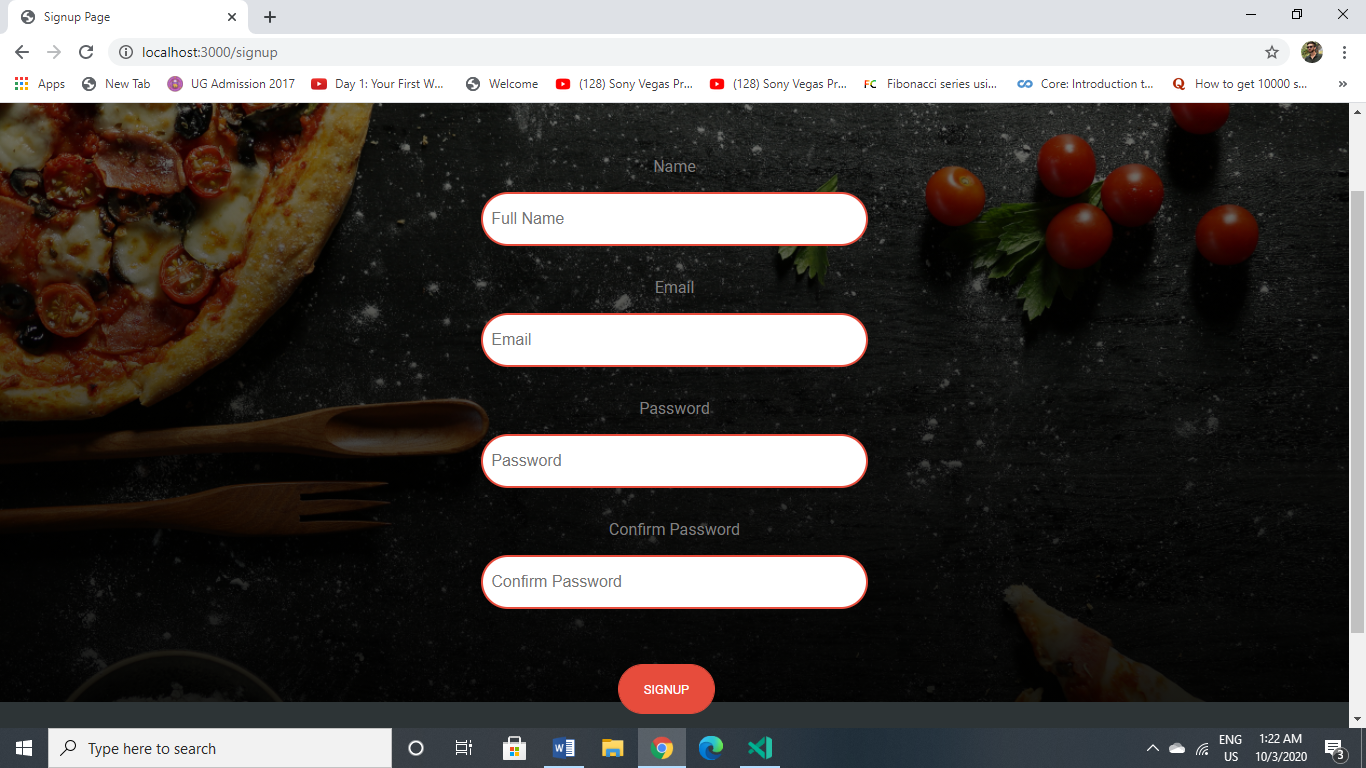 Signup Page
localhost:3000/signup
Apps
New Tab
UG Admission 2017
Day 1: Your First W...
Welcome
(128) Sony Vegas Pr...
(128) Sony Vegas Pr...
FC Fibonacci series usi...
Core: Introduction t...
Q How to get 10000 s...
»
Name
Full Name
Email
Email
Password
Password
Confirm Password
Confirm Password
SIGNUP
Type here to search
W
ENG
US
1:22 AM
10/3/2020
3